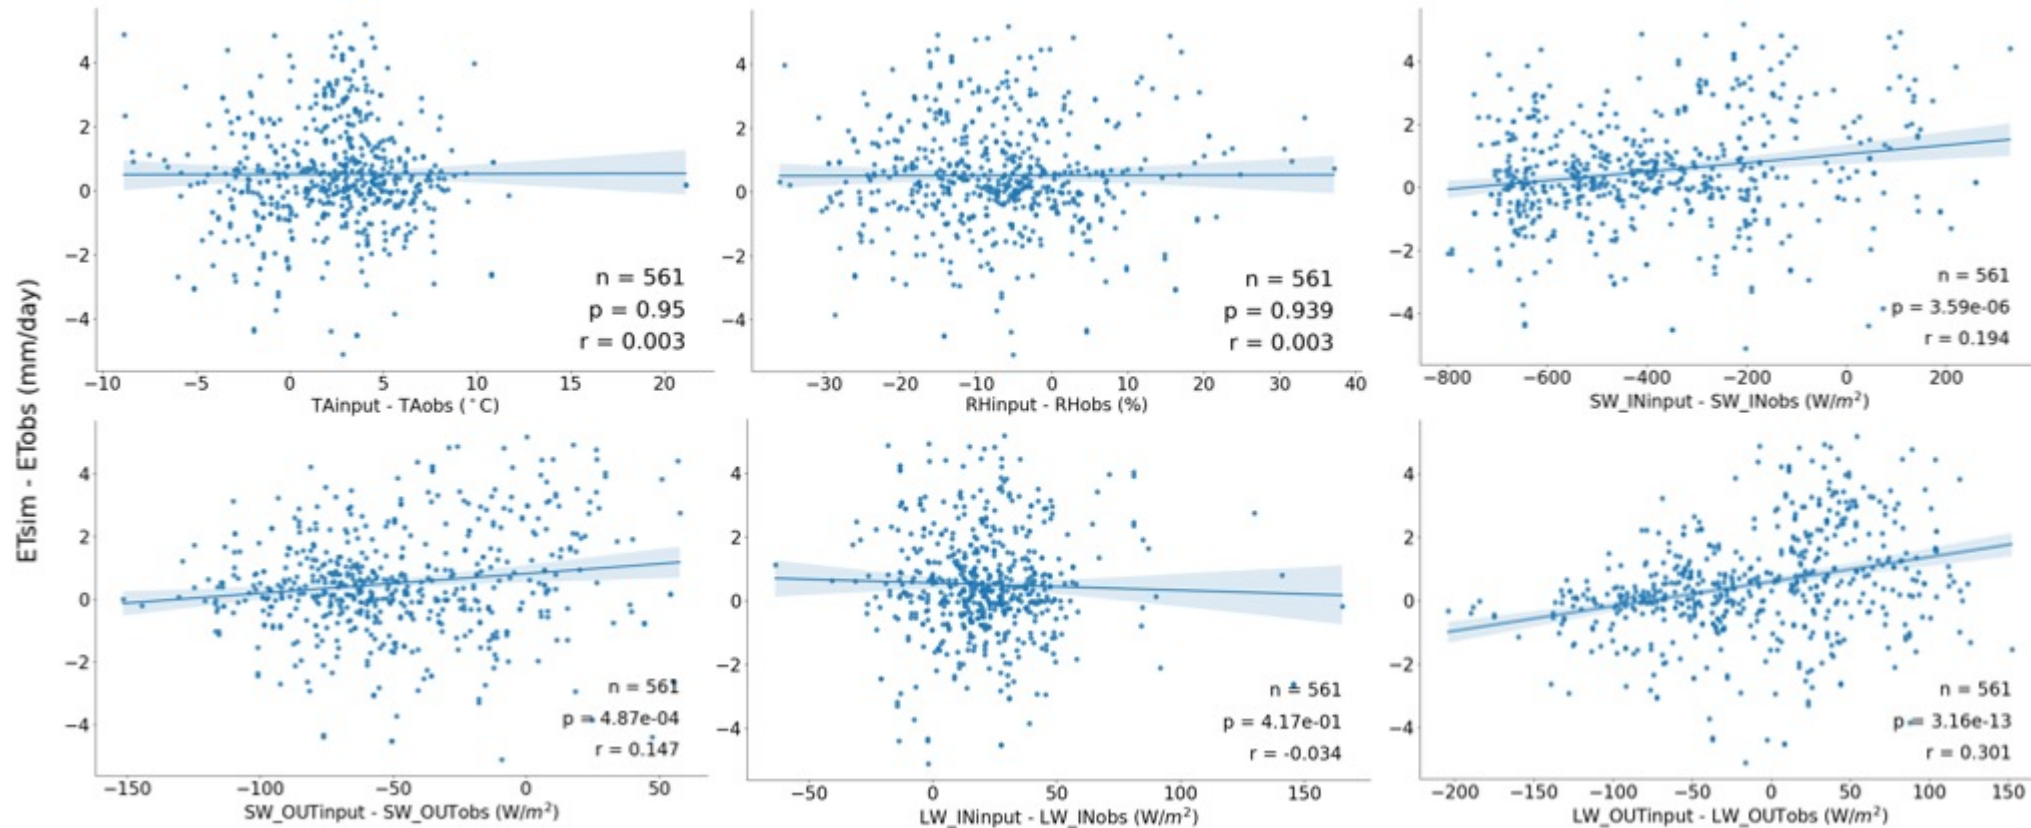 ETsim - ETobs (mm/day)
4
2
0
−2
−4
n = 561
p = 0.95
r = 0.003
−10 −5 0 5 10 15 20
TAinput - TAobs (°C)
4
2
0
−2
−4
n = 561
p = 0.939
r = 0.003
−30 −20 −10 0 10 20 30 40
RHinput - RHobs (%)
4
2
0
−2
−4
n = 561
p = 3.59e-06
r = 0.194
−800 −600 −400 −200 0 200
SW_INinput - SW_INobs (W/m²)
4
2
0
−2
−4
n = 561
p = 4.87e-04
r = 0.147
−150 −100 −50 0 50
SW_OUTinput - SW_OUTobs (W/m²)
4
2
0
−2
−4
n = 561
p = 4.17e-01
r = -0.034
−50 0 50 100 150
LW_INinput - LW_INobs (W/m²)
4
2
0
−2
−4
n = 561
p = 3.16e-13
r = 0.301
−200 −150 −100 −50 0 50 100 150
LW_OUTinput - LW_OUTobs (W/m²)